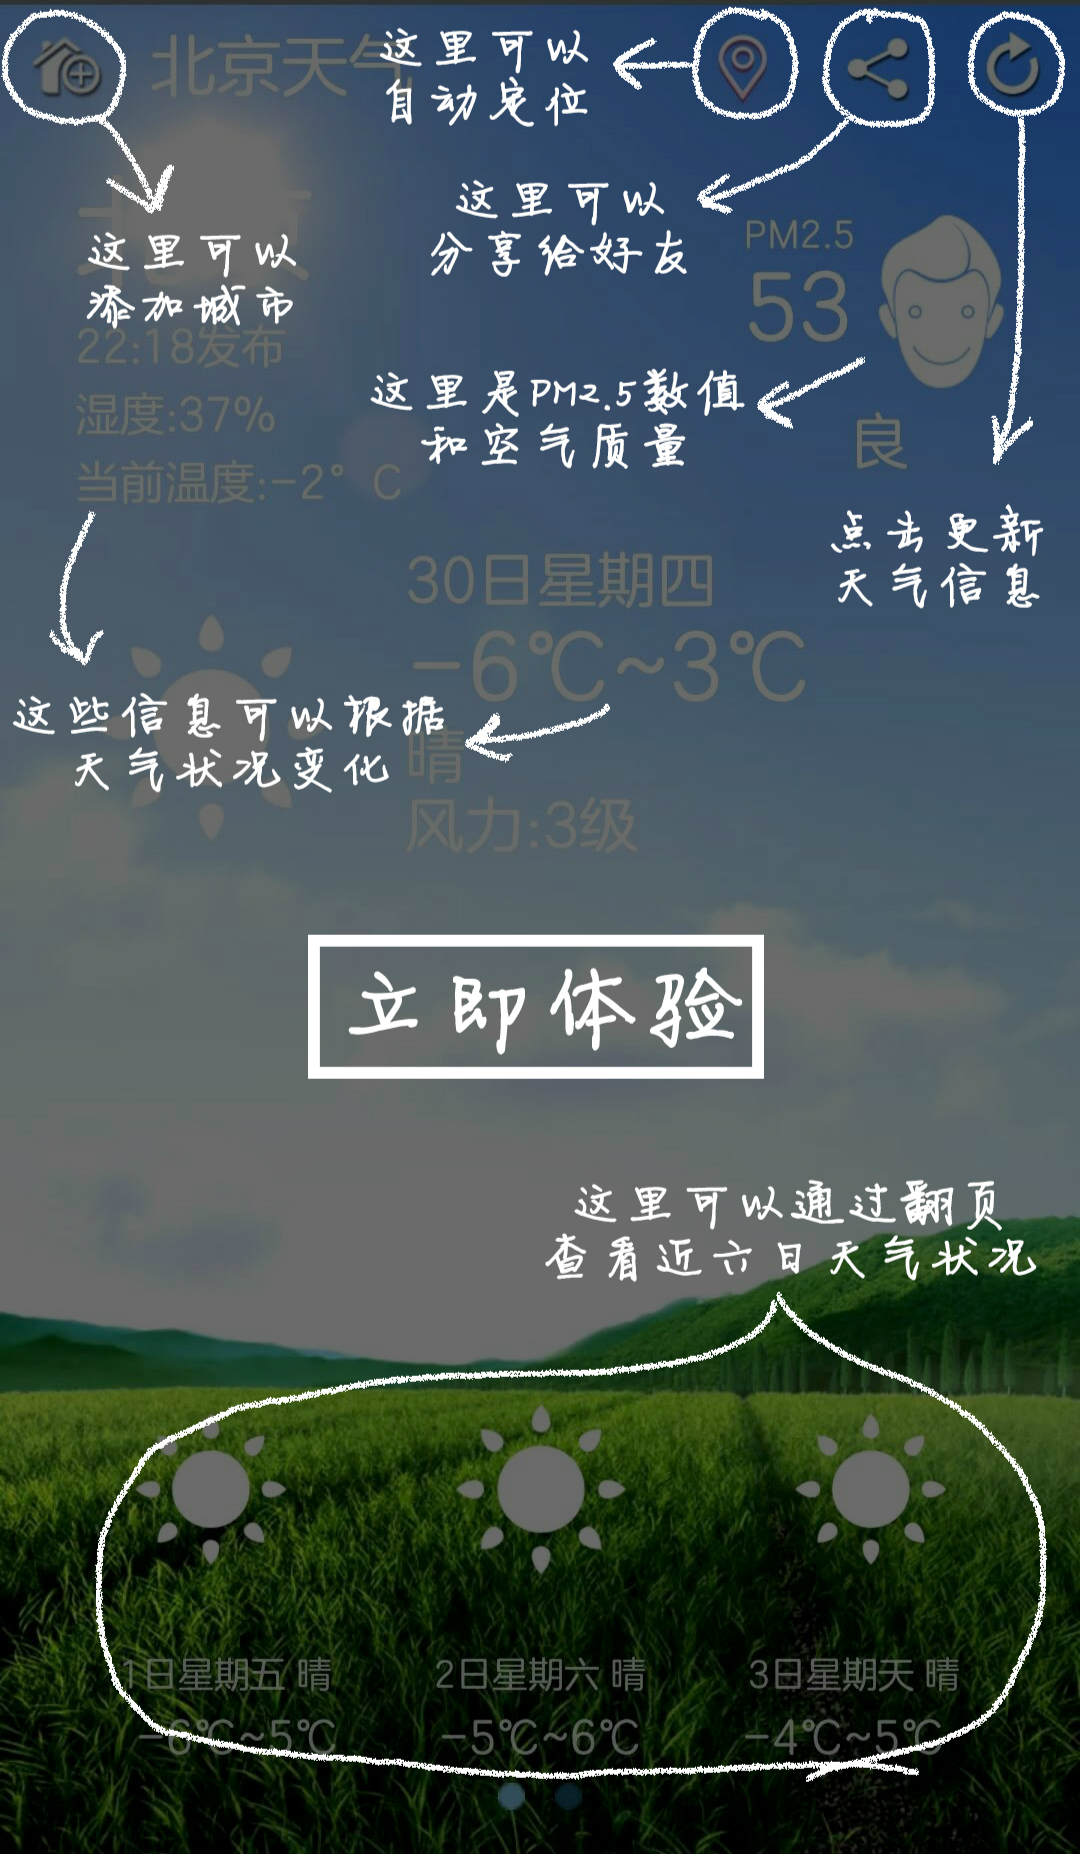 北京天气
这里可以
自动定位
这里可以
分享给好友
这里可以
添加城市
PM2.5
53
22:18发布
湿度:37%
当前温度:-2° C
这里是PM2.5数值
和空气质量
良
点击更新
天气信息
30日星期四
-6℃~3℃
这些信息可以根据
天气状况变化
晴
风力:3级
立即体验
这里可以通过翻页
查看近六日天气状况
1日星期五 晴
2日星期六 晴
3日星期天 晴
-5℃~6℃
-4℃~5℃